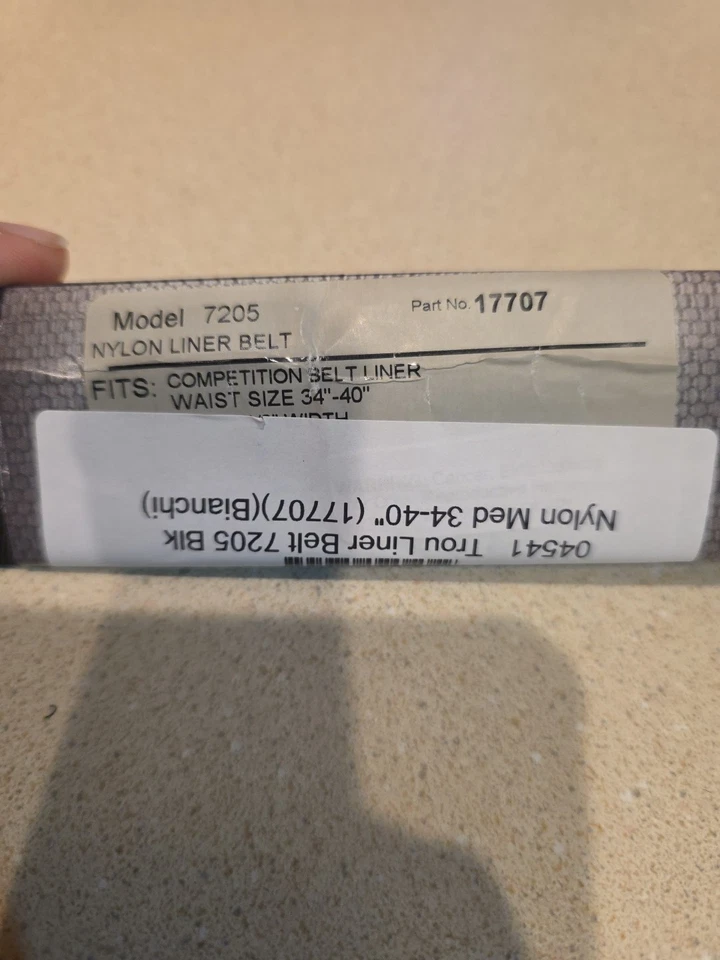 Model 7205
Part No. 17707
NYLON LINER BELT
FITS: COMPETITION BELT LINER
WAIST SIZE 34"-40"
WIDTH
04541 Trou Liner Belt 7205 Blk
Nylon Med 34-40" (17707)(Bianchi)